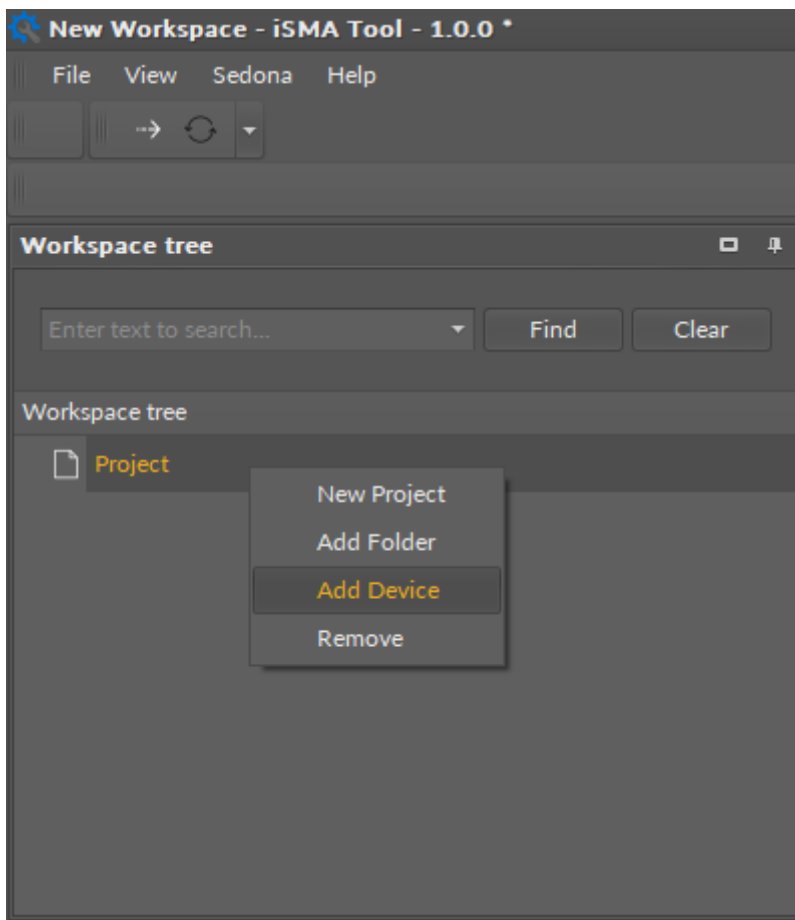 New Workspace - iSMA Tool - 1.0.0 *
File View Sedona Help
Workspace tree
Enter text to search... Find Clear
Workspace tree
Project
New Project
Add Folder
Add Device
Remove